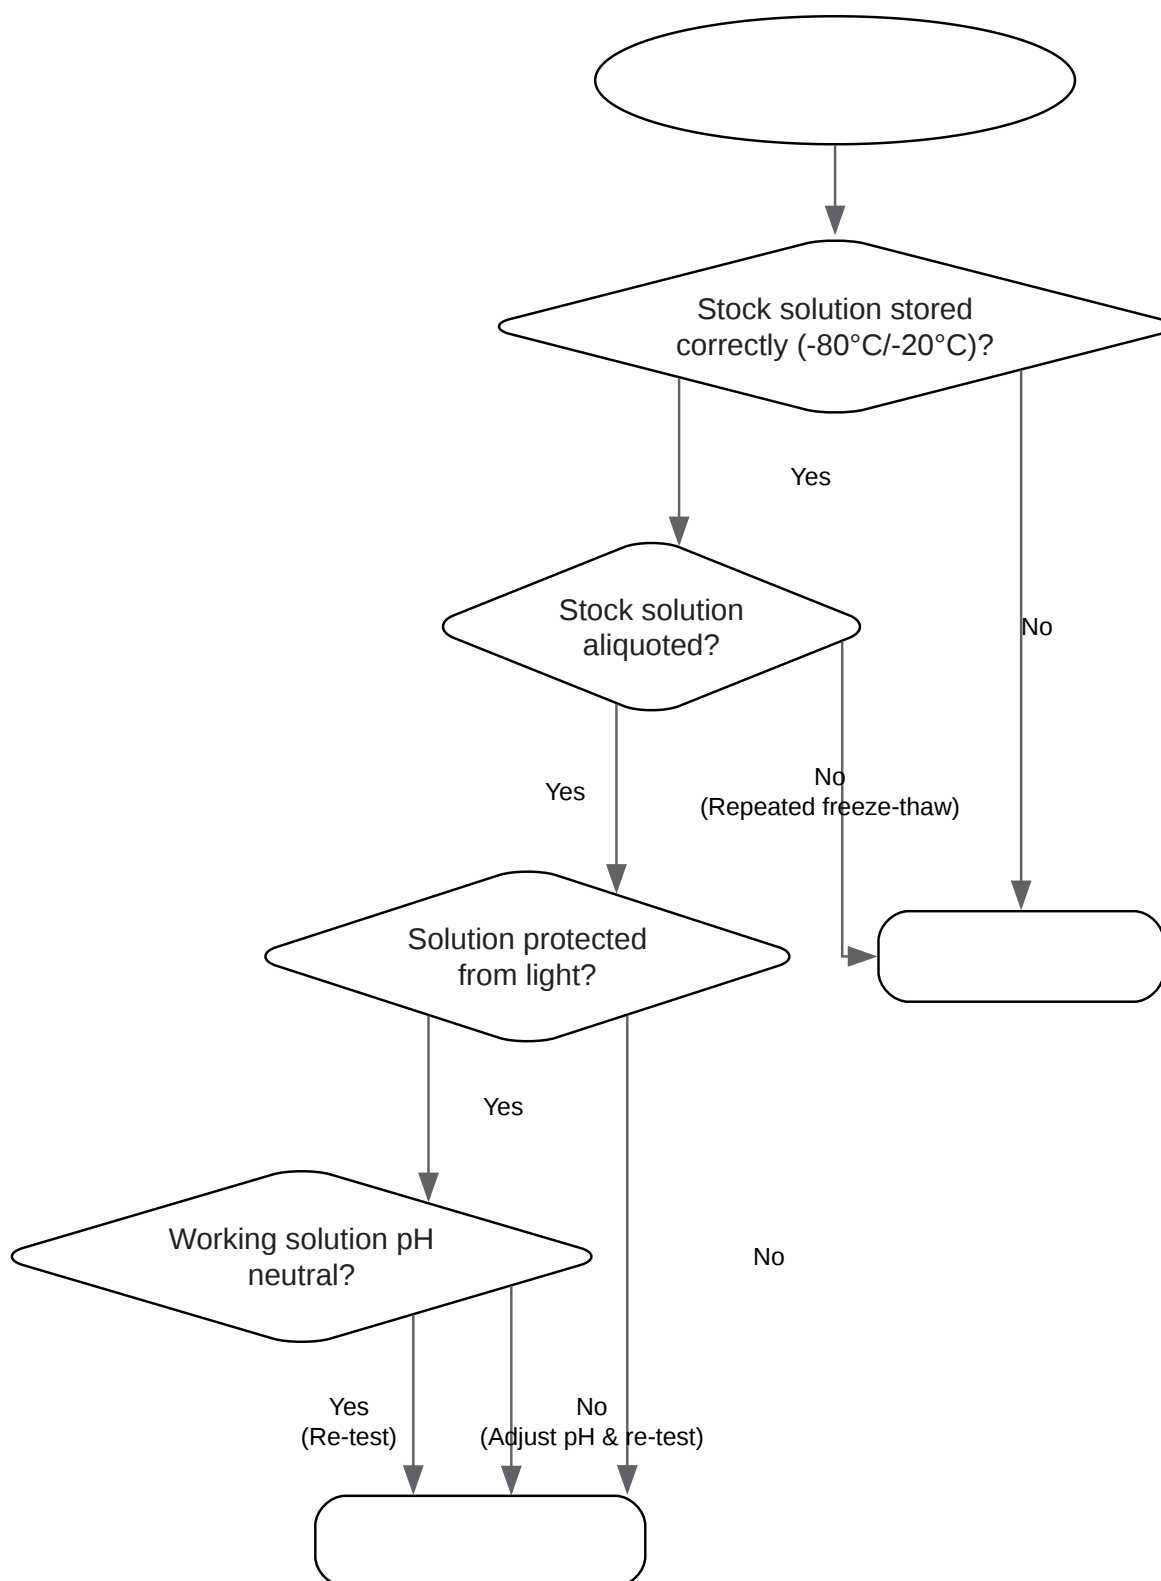 Stock solution stored
correctly (-80°C/-20°C)?
Yes
Stock solution
aliquoted?
No
Yes
No
(Repeated freeze-thaw)
Solution protected
from light?
Yes
Working solution pH
neutral?
No
Yes
(Re-test)
No
(Adjust pH & re-test)